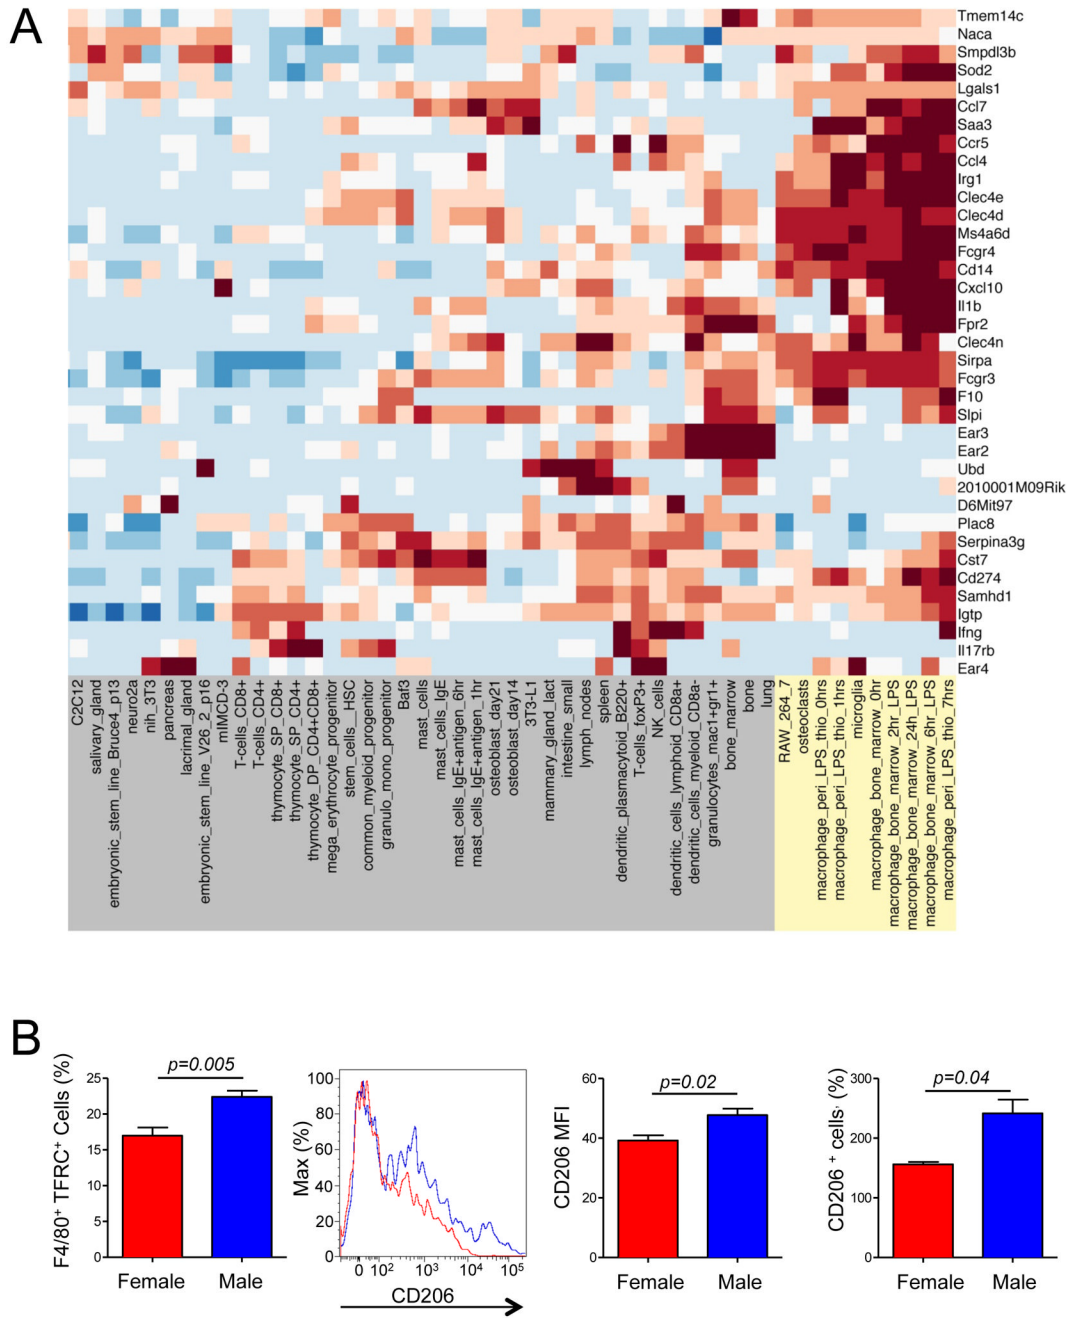 A
Tmem14c
Naca
Smpdl3b
Sod2
Lgals1
Ccl7
Saa3
Ccr5
Ccl4
Irg1
Clec4e
Clec4d
Ms4a6d
Fcgr4
Cd14
Cxcl10
Il1b
Fpr2
Clec4n
Sirpa
Fcgr3
F10
Slpi
Ear3
Ear2
Ubd
2010001M09Rik
D6Mit97
Plac8
Serpina3g
Cst7
Cd274
Samhd1
Igtp
Ifng
Il17rb
Ear4
C2C12
salivary_gland
embryonic_stem_line_Bruce4_p13
neuro2a
nih_3T3
pancreas
lacrimal_gland
embryonic_stem_line_V26_2_p16
mIMCD-3
T-cells_CD8+
T-cells_CD4+
thymocyte_SP_CD8+
thymocyte_SP_CD4+
thymocyte_DP_CD4+CD8+
mega_erythrocyte_progenitor
stem_cells__HSC
common_myeloid_progenitor
granulo_mono_progenitor
Baf3
mast_cells
mast_cells_IgE
mast_cells_IgE+antigen_6hr
mast_cells_IgE+antigen_1hr
osteoblast_day21
osteoblast_day14
3T3-L1
mammary_gland_lact
intestine_small
lymph_nodes
spleen
dendritic_plasmacytoid_B220+
T-cells_foxP3+
NK_cells
dendritic_cells_lymphoid_CD8a+
dendritic_cells_myeloid_CD8a-
granulocytes_mac1+gr1+
bone_marrow
bone
lung
RAW_264_7
osteoclasts
macrophage_peri_LPS_thio_0hrs
macrophage_peri_LPS_thio_1hrs
microglia
macrophage_bone_marrow_0hr
macrophage_bone_marrow_2hr_LPS
macrophage_bone_marrow_24h_LPS
macrophage_bone_marrow_6hr_LPS
macrophage_peri_LPS_thio_7hrs
B
F4/80⁺ TFRC⁺ Cells (%)
25
20
15
10
5
0
p=0.005
Female Male
Max (%)
100
80
60
40
20
0
0 10² 10³ 10⁴ 10⁵
CD206
CD206 MFI
60
40
20
0
p=0.02
Female Male
CD206⁺ cells. (%)
300
200
100
0
p=0.04
Female Male